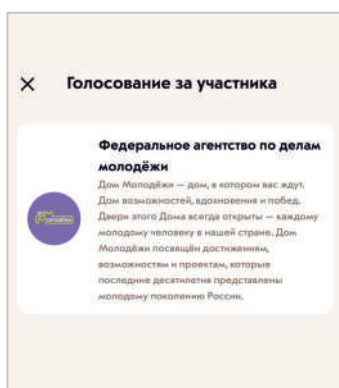 Голосование за участника
Федеральное агентство по делам
молодёжи
Дом Молодёжи — дом, в котором вас ждут.
Дом возможностей, вдохновения и побед.
Двери этого Дома всегда открыты — каждому
молодому человеку в нашей стране. Дом
Молодёжи посвящён достижениям,
возможностям и проектам, которые
последние десятилетия представлены
молодому поколению России.